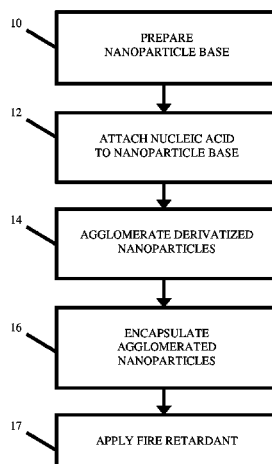 10
PREPARE
NANOPARTICLE BASE
12
ATTACH NUCLEIC ACID
TO NANOPARTICLE BASE
14
AGGLOMERATE DERIVATIZED
NANOPARTICLES
16
ENCAPSULATE
AGGLOMERATED
NANOPARTICLES
17
APPLY FIRE RETARDANT